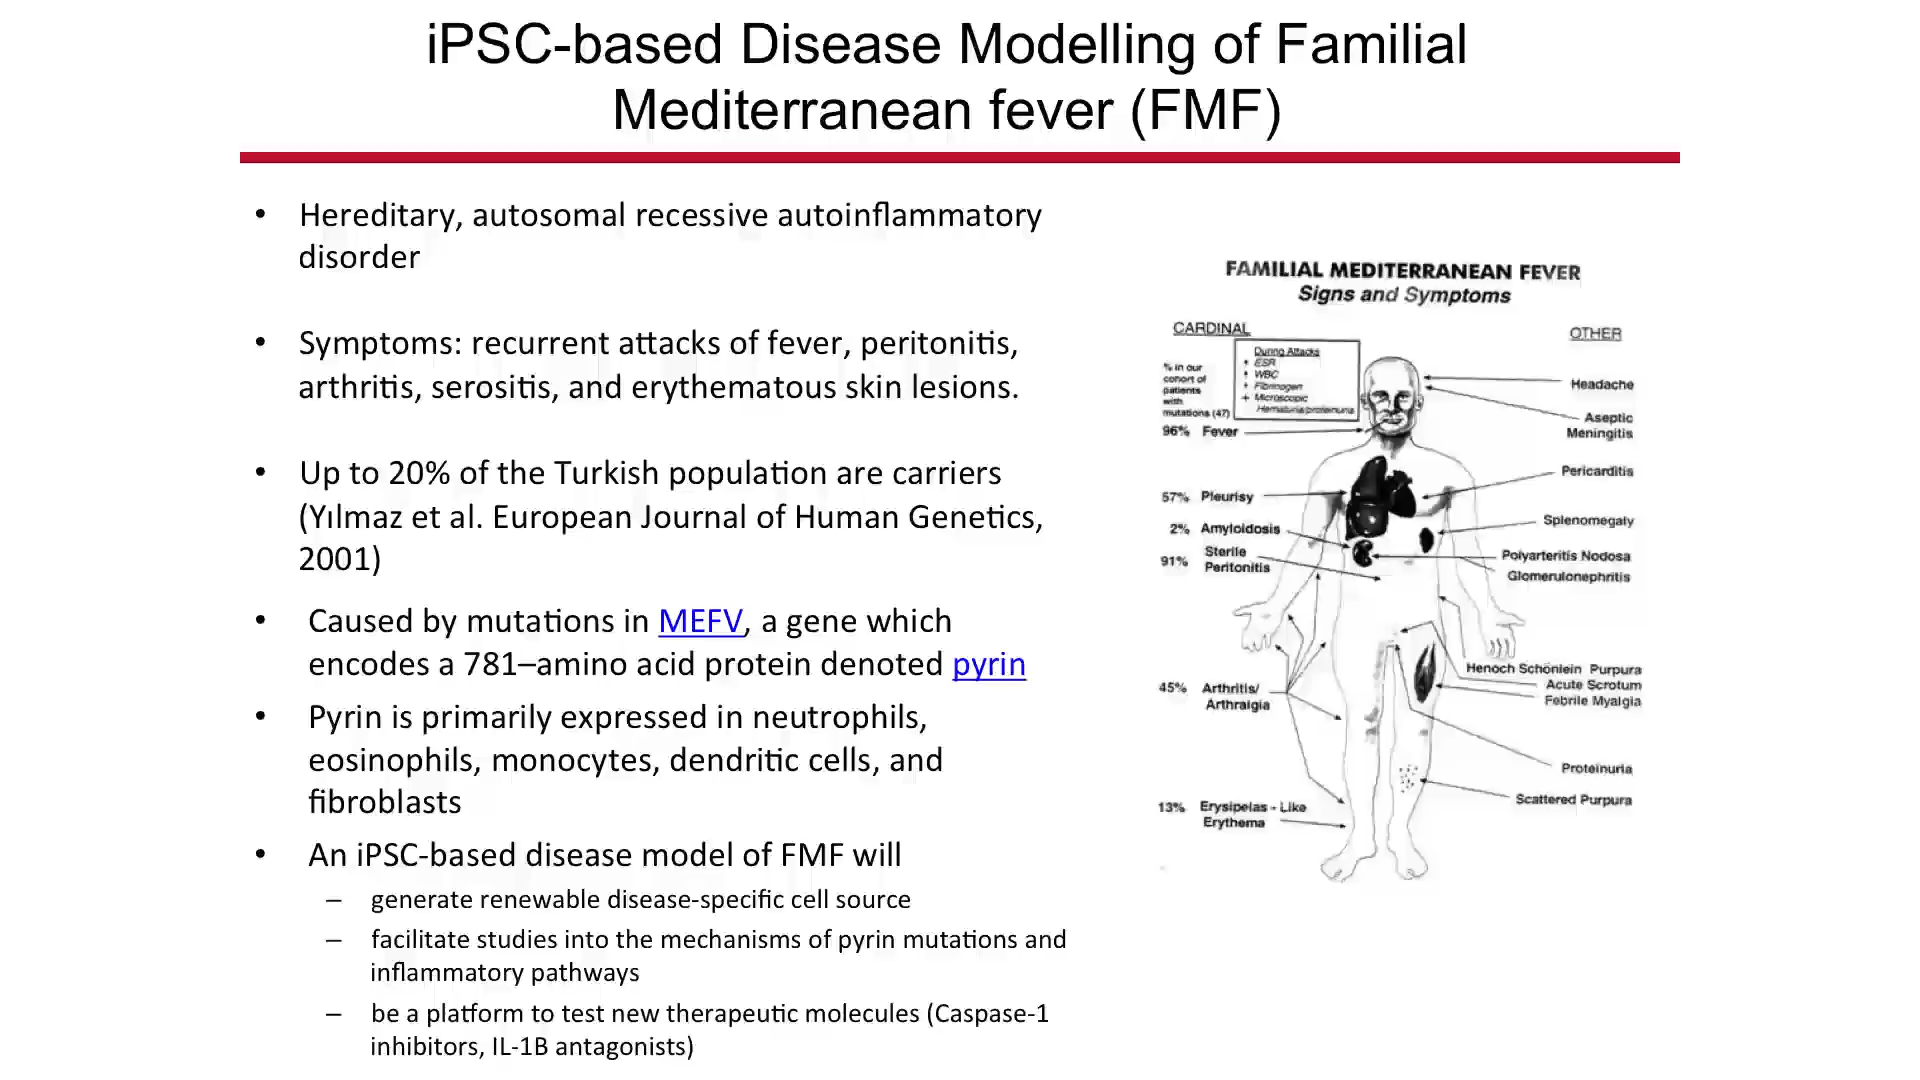 iPSC-based Disease Modelling of Familial
Mediterranean fever (FMF)
• Hereditary, autosomal recessive autoinflammatory
disorder
• Symptoms: recurrent attacks of fever, peritonitis,
arthritis, serositis, and erythematous skin lesions.
• Up to 20% of the Turkish population are carriers
(Yılmaz et al. European Journal of Human Genetics,
2001)
• Caused by mutations in MEFV, a gene which
encodes a 781–amino acid protein denoted pyrin
• Pyrin is primarily expressed in neutrophils,
eosinophils, monocytes, dendritic cells, and
fibroblasts
• An iPSC-based disease model of FMF will
– generate renewable disease-specific cell source
– facilitate studies into the mechanisms of pyrin mutations and
inflammatory pathways
– be a platform to test new therapeutic molecules (Caspase-1
inhibitors, IL-1B antagonists)
FAMILIAL MEDITERRANEAN FEVER
Signs and Symptoms
CARDINAL
% in our
cohort of
patients
with
mutations (47)
During Attacks
ESR
WBC
Fibrinogen
+ Microscopic
Hematuria/proteinuria
96% Fever
57% Pleurisy
2% Amyloidosis
91% Sterile
Peritonitis
45% Arthritis/
Arthralgia
13% Erysipelas - Like
Erythema
OTHER
Headache
Aseptic
Meningitis
Pericarditis
Splenomegaly
Polyarteritis Nodosa
Glomerulonephritis
Henoch Schönlein Purpura
Acute Scrotum
Febrile Myalgia
Proteinuria
Scattered Purpura